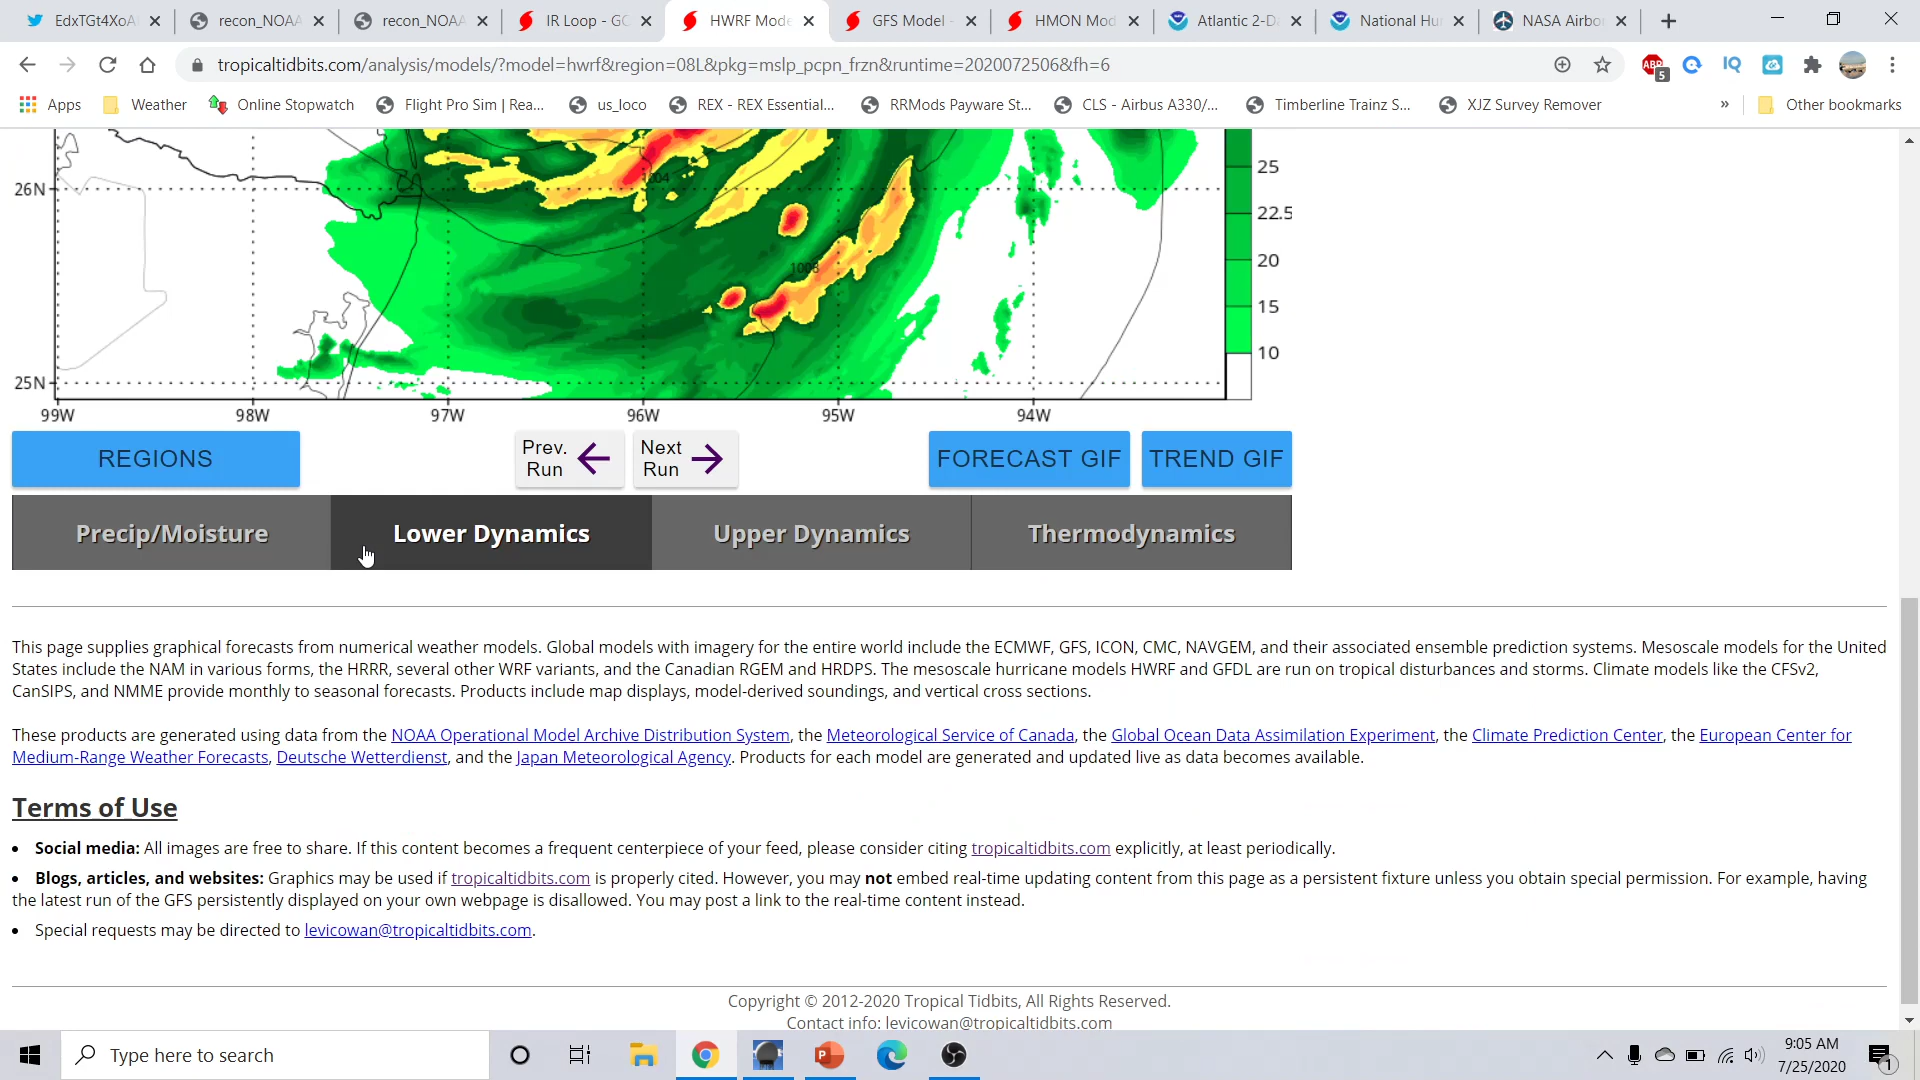 EdxTGt4XoA
recon_NOAA
recon_NOAA
IR Loop - GO
HWRF Mode
GFS Model -
HMON Mod
Atlantic 2-Da
National Hur
NASA Airbo
tropicaltidbits.com/analysis/models/?model=hwrf&region=08L&pkg=mslp_pcpn_frzn&runtime=2020072506&fh=6
ABP
5
IQ
Apps
Weather
Online Stopwatch
Flight Pro Sim | Rea...
us_loco
REX - REX Essential...
RRMods Payware St...
CLS - Airbus A330/...
Timberline Trainz S...
XJZ Survey Remover
»
Other bookmarks
26N
25N
1004
1008
25
22.5
20
15
10
99W
98W
97W
96W
95W
94W
REGIONS
Prev. Run
Next Run
FORECAST GIF
TREND GIF
Precip/Moisture
Lower Dynamics
Upper Dynamics
Thermodynamics
This page supplies graphical forecasts from numerical weather models. Global models with imagery for the entire world include the ECMWF, GFS, ICON, CMC, NAVGEM, and their associated ensemble prediction systems. Mesoscale models for the United
States include the NAM in various forms, the HRRR, several other WRF variants, and the Canadian RGEM and HRDPS. The mesoscale hurricane models HWRF and GFDL are run on tropical disturbances and storms. Climate models like the CFSv2,
CanSIPS, and NMME provide monthly to seasonal forecasts. Products include map displays, model-derived soundings, and vertical cross sections.
These products are generated using data from the NOAA Operational Model Archive Distribution System, the Meteorological Service of Canada, the Global Ocean Data Assimilation Experiment, the Climate Prediction Center, the European Center for
Medium-Range Weather Forecasts, Deutsche Wetterdienst, and the Japan Meteorological Agency. Products for each model are generated and updated live as data becomes available.
Terms of Use
• Social media: All images are free to share. If this content becomes a frequent centerpiece of your feed, please consider citing tropicaltidbits.com explicitly, at least periodically.
• Blogs, articles, and websites: Graphics may be used if tropicaltidbits.com is properly cited. However, you may not embed real-time updating content from this page as a persistent fixture unless you obtain special permission. For example, having
the latest run of the GFS persistently displayed on your own webpage is disallowed. You may post a link to the real-time content instead.
• Special requests may be directed to levicowan@tropicaltidbits.com.
Copyright © 2012-2020 Tropical Tidbits, All Rights Reserved.
Contact info: levicowan@tropicaltidbits.com
Type here to search
9:05 AM
7/25/2020
1